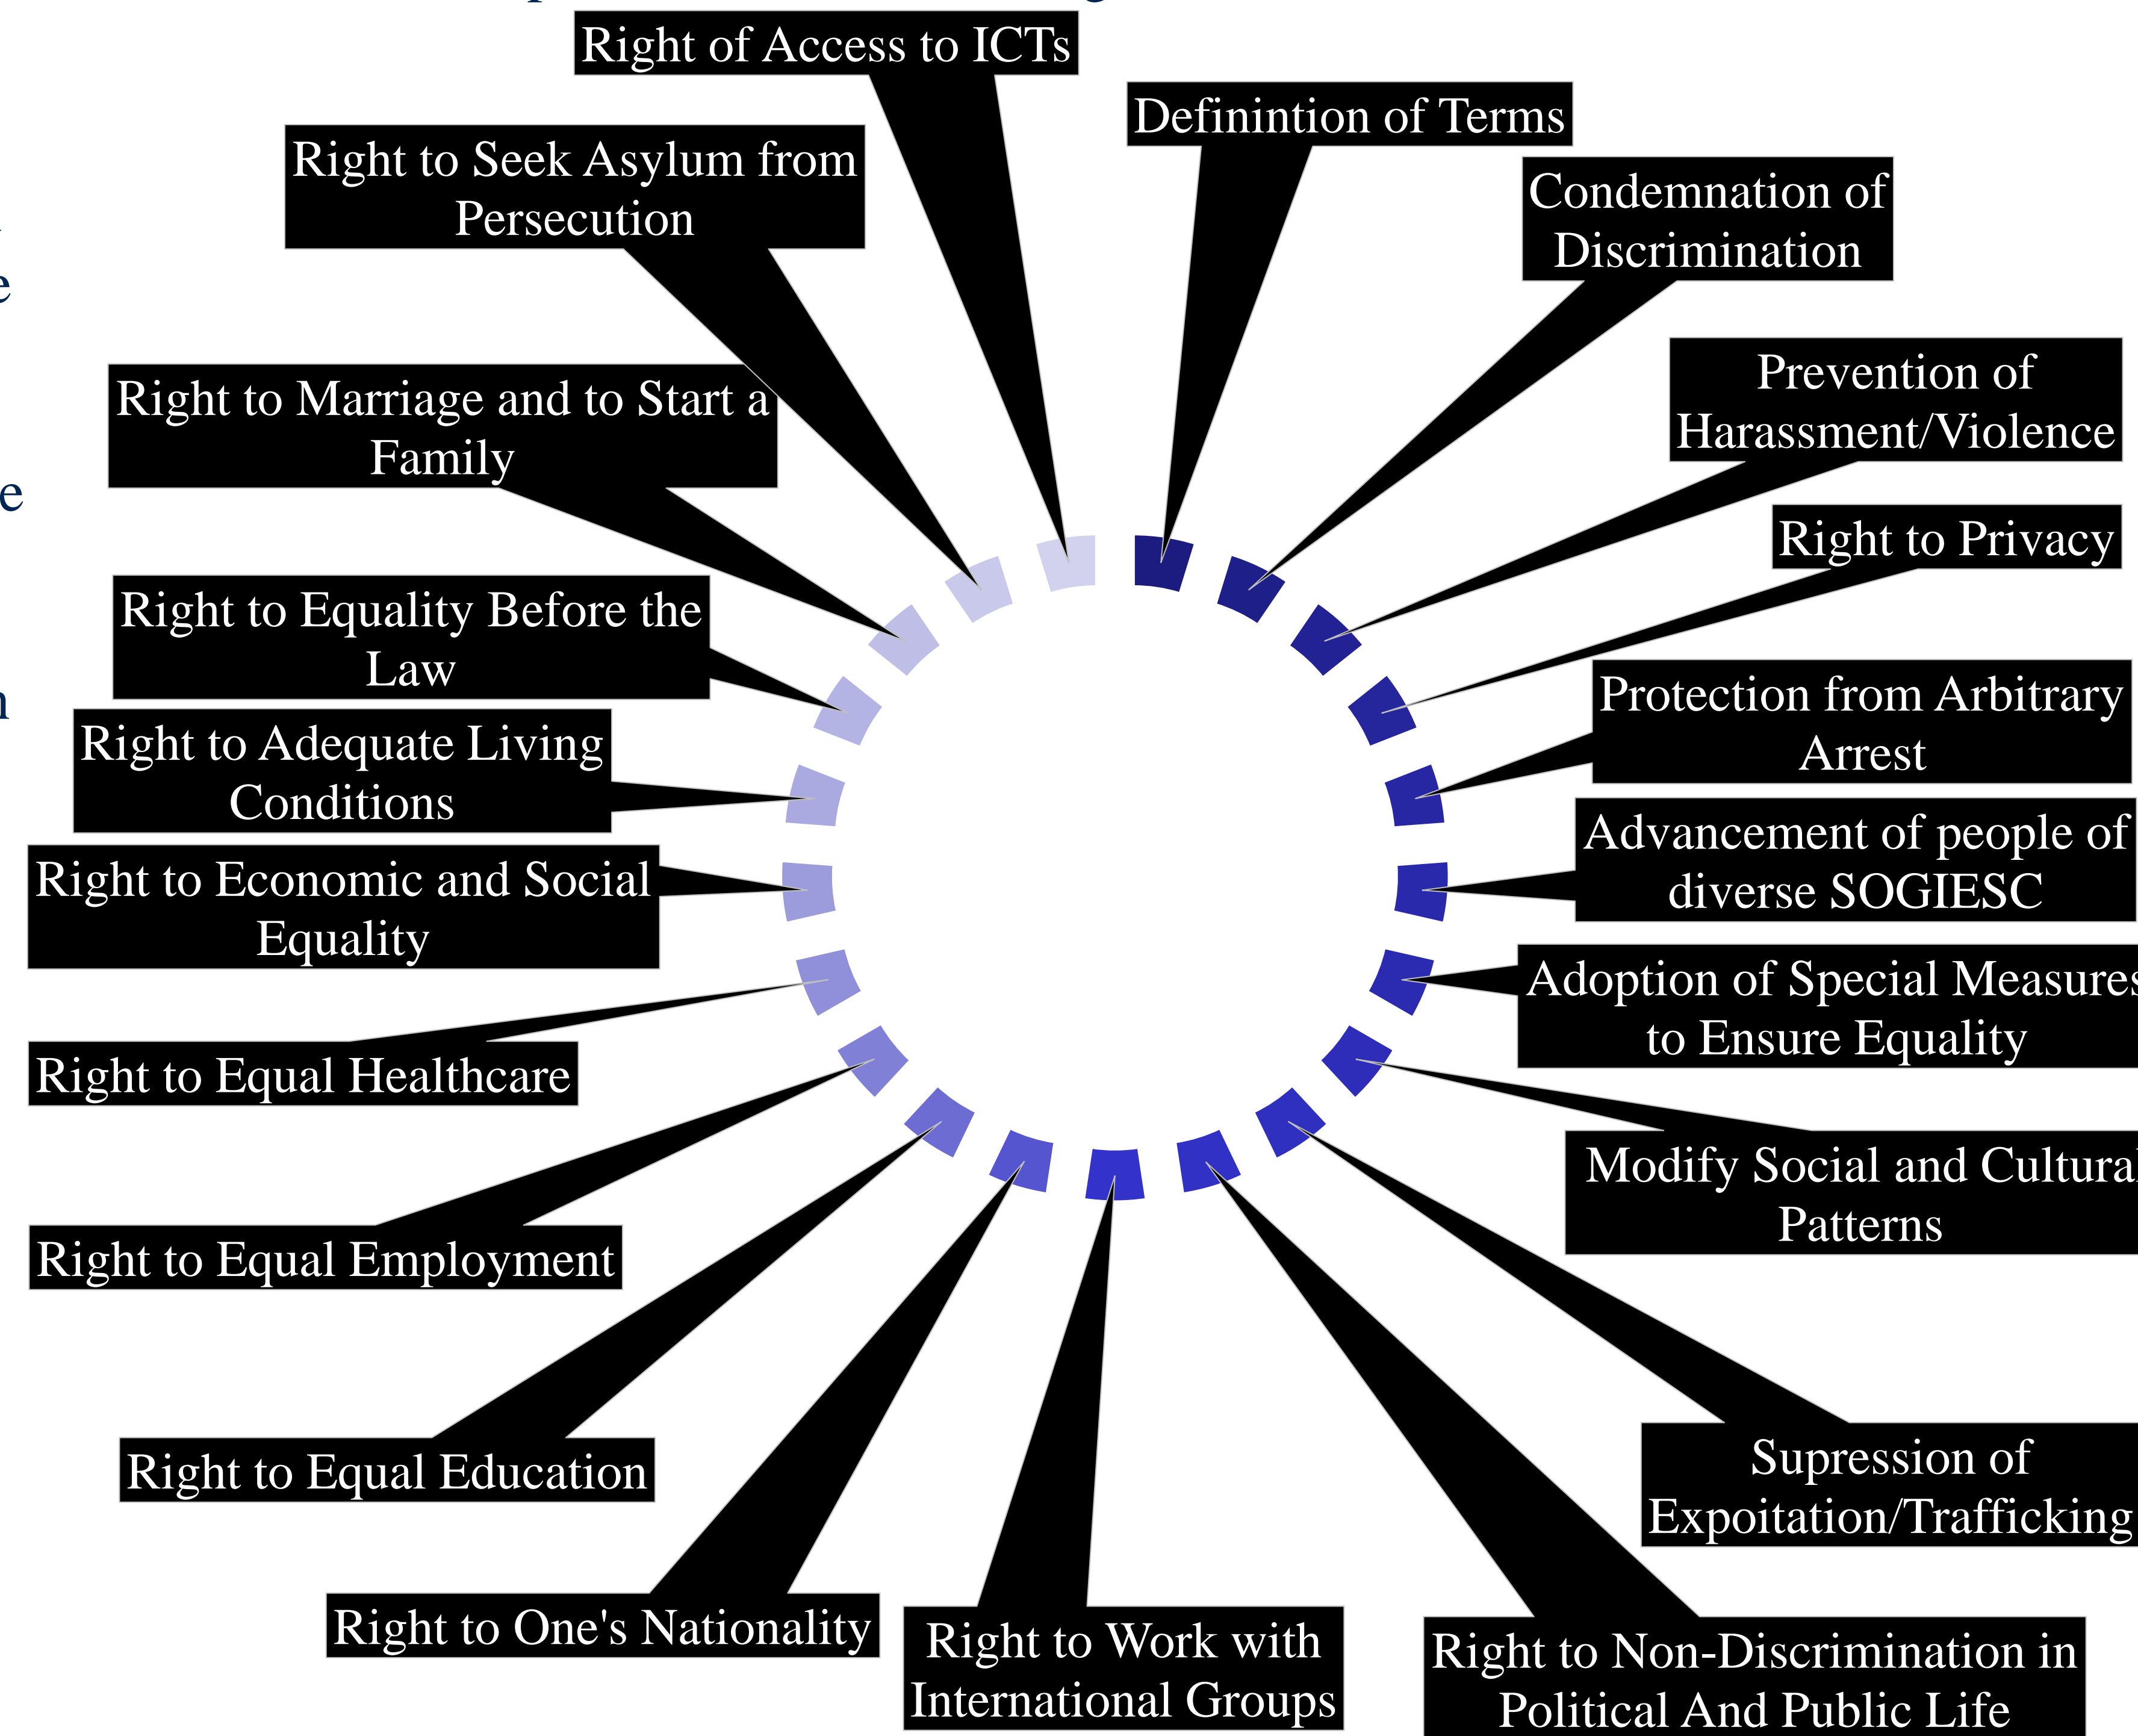 Right of Access to ICTs
Definintion of Terms
Condemnation of
Discrimination
Prevention of
Harassment/Violence
Right to Privacy
Protection from Arbitrary
Arrest
Advancement of people of
diverse SOGIESC
Adoption of Special Measures
to Ensure Equality
Modify Social and Cultural
Patterns
Supression of
Expoitation/Trafficking
Right to Non-Discrimination in
Political And Public Life
Right to Work with
International Groups
Right to One's Nationality
Right to Equal Education
Right to Equal Employment
Right to Equal Healthcare
Right to Economic and Social
Equality
Right to Adequate Living
Conditions
Right to Equality Before the
Law
Right to Marriage and to Start a
Family
Right to Seek Asylum from
Persecution